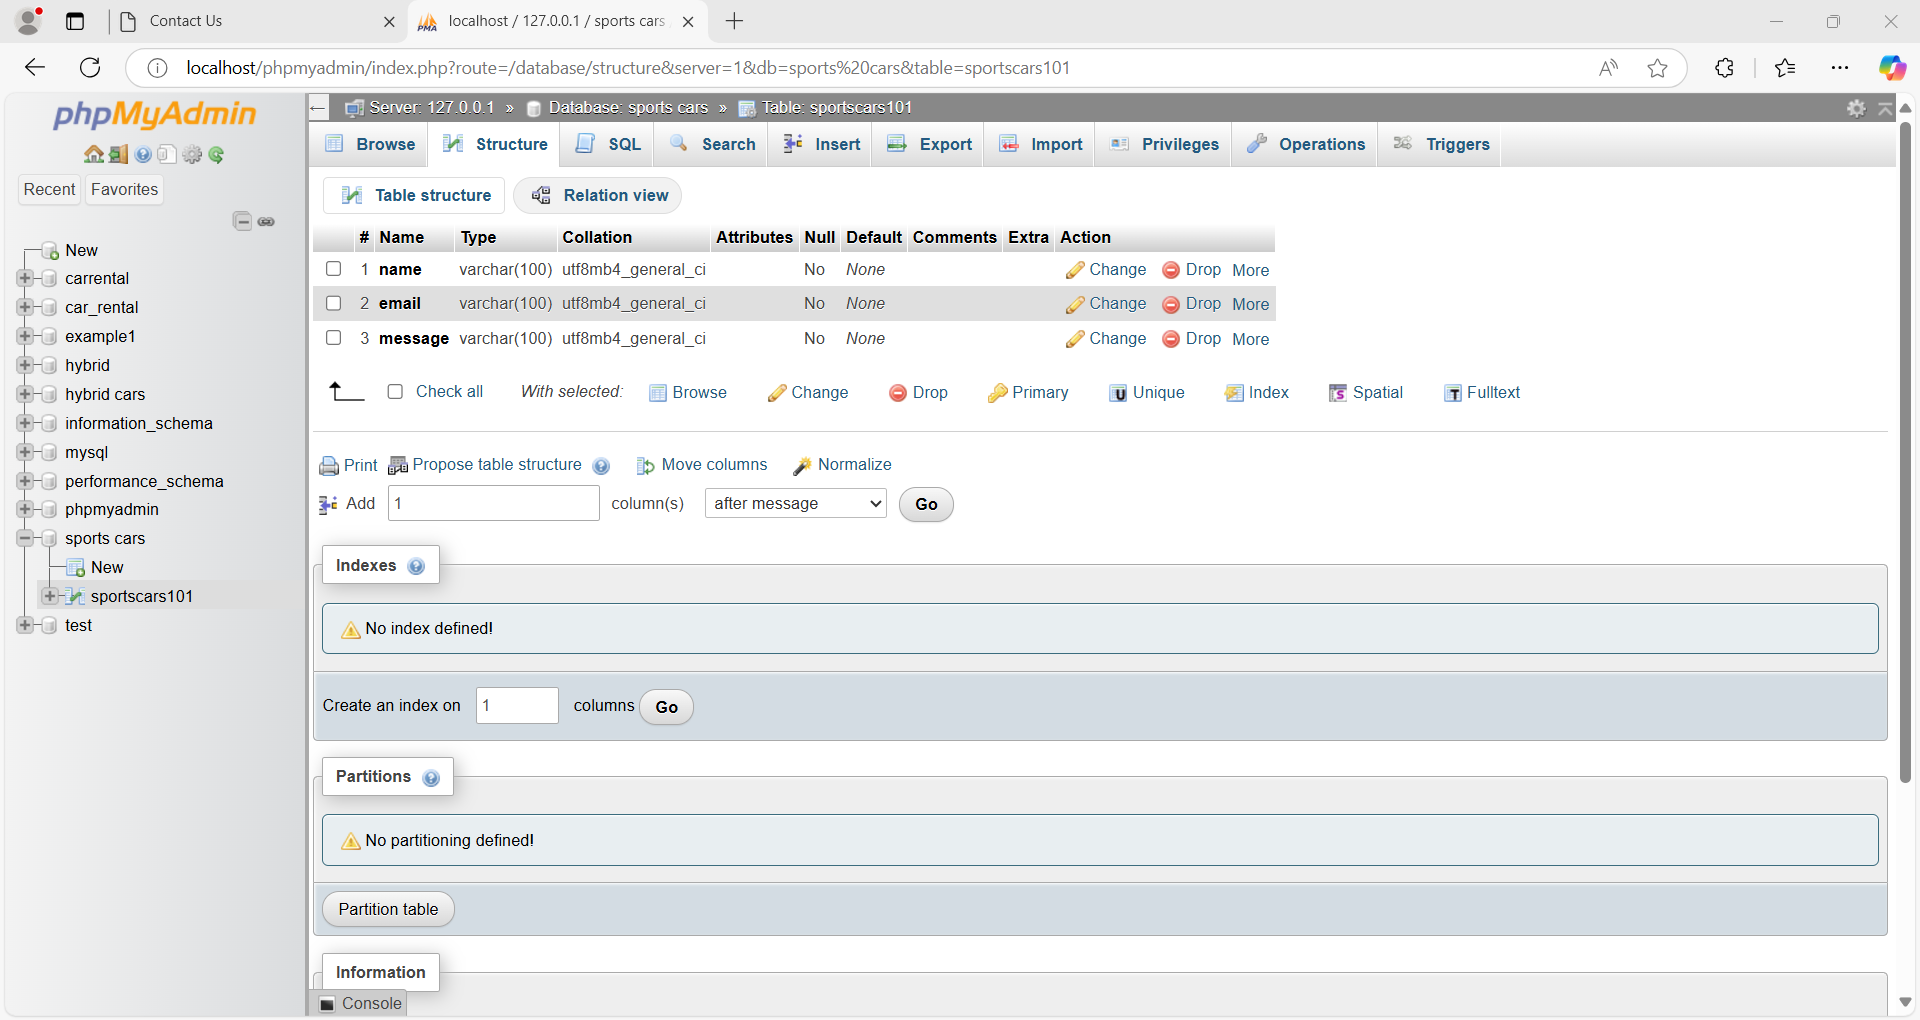 Contact Us
localhost / 127.0.0.1 / sports cars
localhost/phpmyadmin/index.php?route=/database/structure&server=1&db=sports%20cars&table=sportscars101
phpMyAdmin
Recent
Favorites
New
carrental
car_rental
example1
hybrid
hybrid cars
information_schema
mysql
performance_schema
phpmyadmin
sports cars
New
sportscars101
test
Server: 127.0.0.1 » Database: sports cars » Table: sportscars101
Browse Structure SQL Search Insert Export Import Privileges Operations Triggers
Table structure Relation view
# Name Type Collation Attributes Null Default Comments Extra Action
1 name varchar(100) utf8mb4_general_ci No None Change Drop More
2 email varchar(100) utf8mb4_general_ci No None Change Drop More
3 message varchar(100) utf8mb4_general_ci No None Change Drop More
Check all With selected: Browse Change Drop Primary Unique Index Spatial Fulltext
Print Propose table structure Move columns Normalize
Add 1 column(s) after message Go
Indexes
No index defined!
Create an index on 1 columns Go
Partitions
No partitioning defined!
Partition table
Information
Console